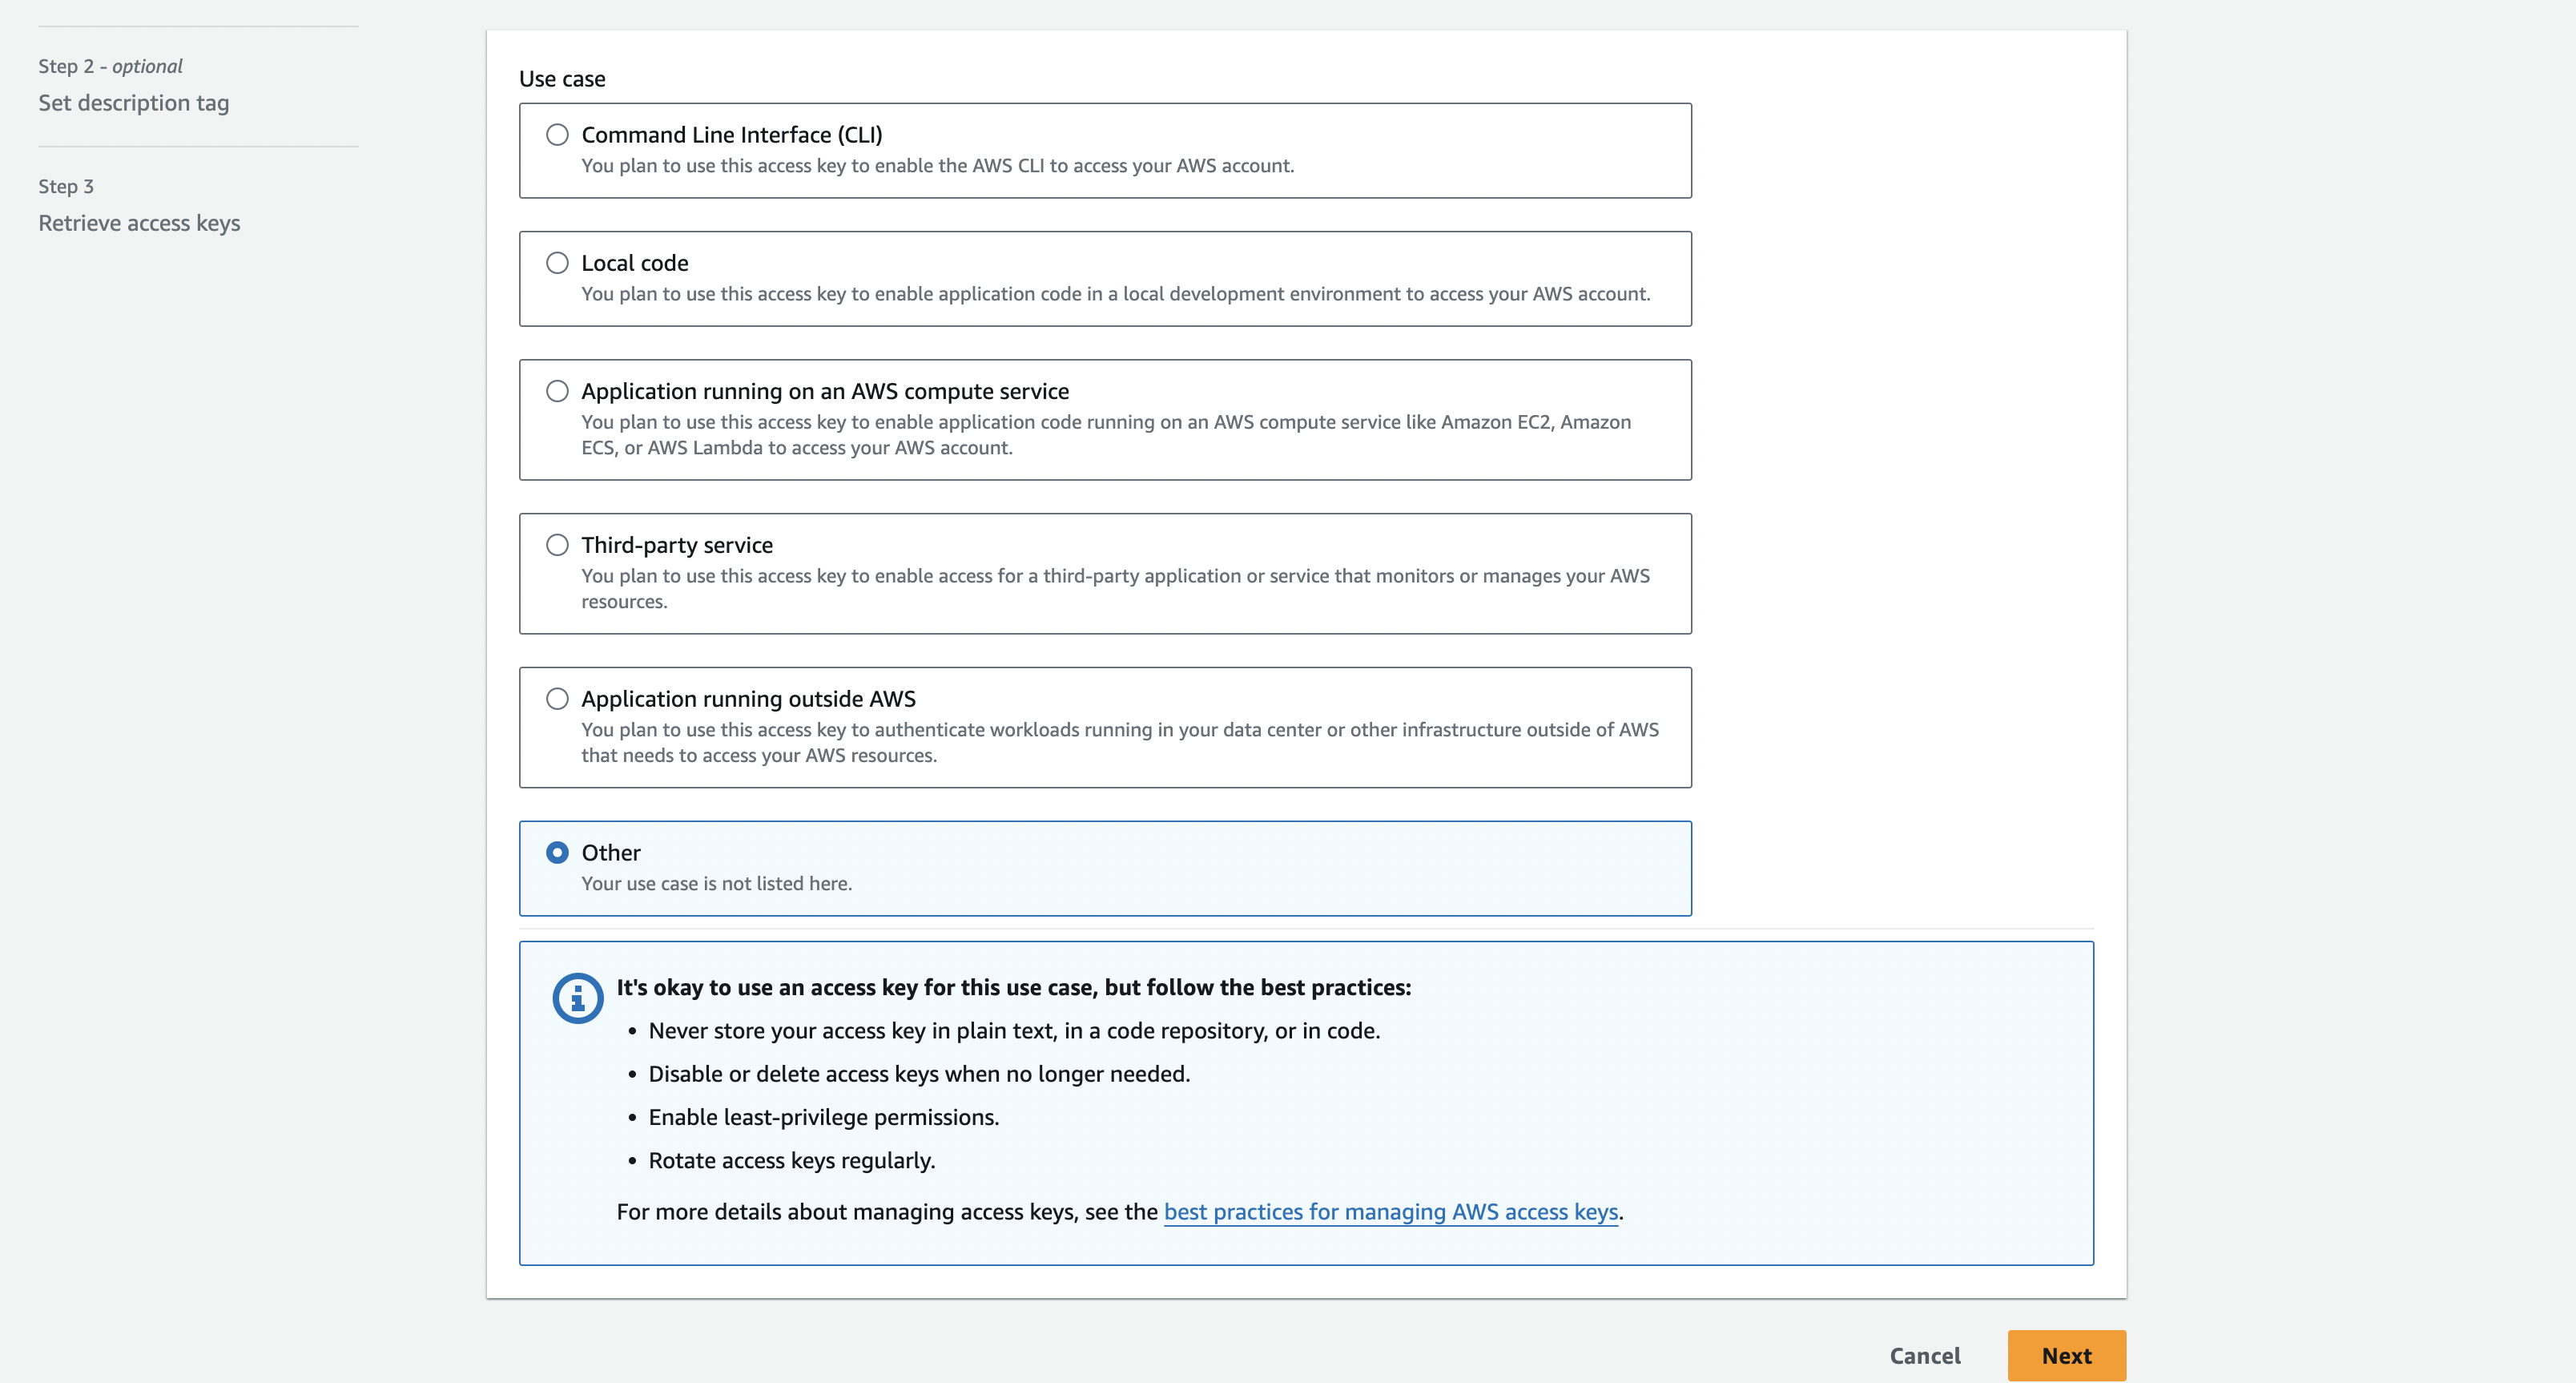 Step 2 - optional
Set description tag
Step 3
Retrieve access keys
Use case
Command Line Interface (CLI)
You plan to use this access key to enable the AWS CLI to access your AWS account.
Local code
You plan to use this access key to enable application code in a local development environment to access your AWS account.
Application running on an AWS compute service
You plan to use this access key to enable application code running on an AWS compute service like Amazon EC2, Amazon
ECS, or AWS Lambda to access your AWS account.
Third-party service
You plan to use this access key to enable access for a third-party application or service that monitors or manages your AWS
resources.
Application running outside AWS
You plan to use this access key to authenticate workloads running in your data center or other infrastructure outside of AWS
that needs to access your AWS resources.
Other
Your use case is not listed here.
It's okay to use an access key for this use case, but follow the best practices:
• Never store your access key in plain text, in a code repository, or in code.
• Disable or delete access keys when no longer needed.
• Enable least-privilege permissions.
• Rotate access keys regularly.
For more details about managing access keys, see the best practices for managing AWS access keys.
Cancel
Next